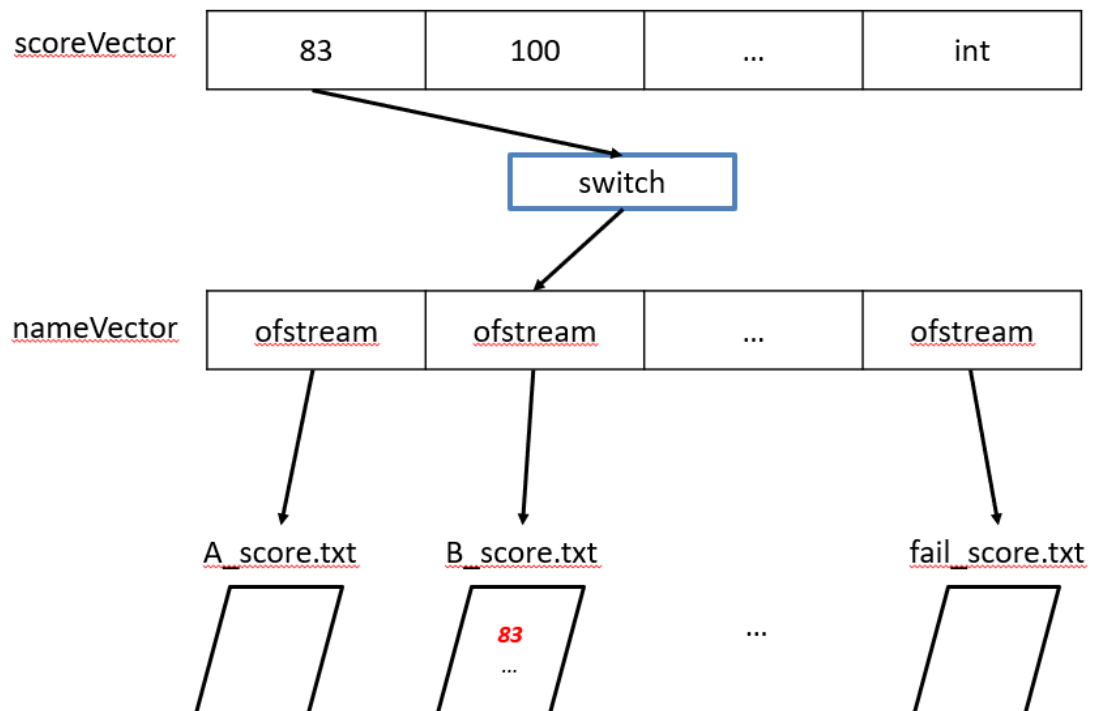 scoreVector 83 100 ... int
switch
nameVector ofstream ofstream ... ofstream
A_score.txt B_score.txt fail_score.txt
83 ...
...